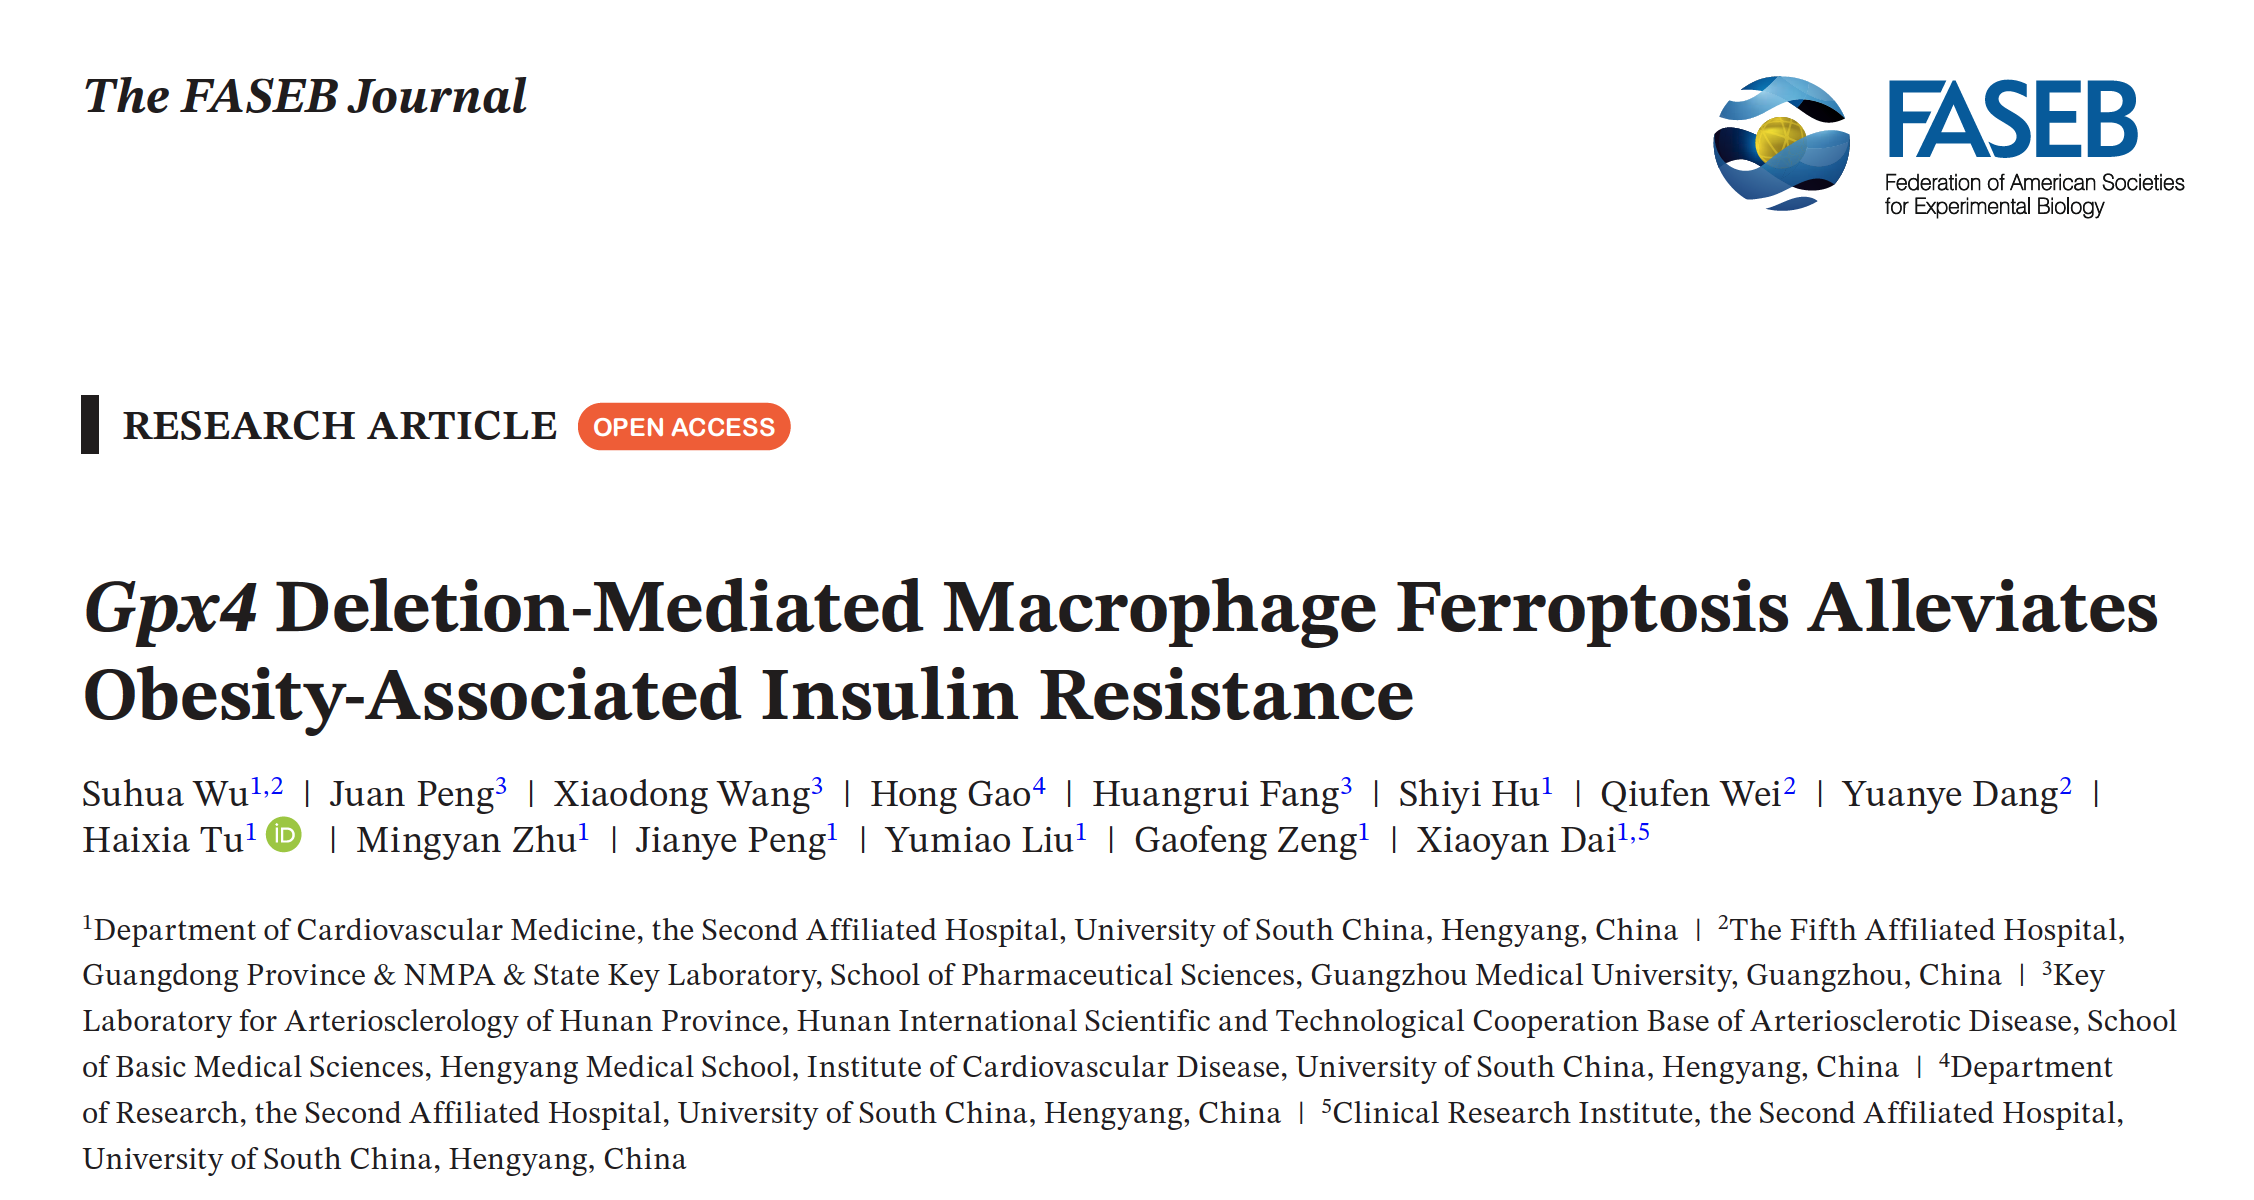 The FASEB Journal
FASEB
Federation of American Societies
for Experimental Biology
RESEARCH ARTICLE OPEN ACCESS
Gpx4 Deletion-Mediated Macrophage Ferroptosis Alleviates
Obesity-Associated Insulin Resistance
Suhua Wu1,2 | Juan Peng3 | Xiaodong Wang3 | Hong Gao4 | Huangrui Fang3 | Shiyi Hu1 | Qiufen Wei2 | Yuanye Dang2 |
Haixia Tu1 iD | Mingyan Zhu1 | Jianye Peng1 | Yumiao Liu1 | Gaofeng Zeng1 | Xiaoyan Dai1,5
1Department of Cardiovascular Medicine, the Second Affiliated Hospital, University of South China, Hengyang, China | 2The Fifth Affiliated Hospital,
Guangdong Province & NMPA & State Key Laboratory, School of Pharmaceutical Sciences, Guangzhou Medical University, Guangzhou, China | 3Key
Laboratory for Arteriosclerology of Hunan Province, Hunan International Scientific and Technological Cooperation Base of Arteriosclerotic Disease, School
of Basic Medical Sciences, Hengyang Medical School, Institute of Cardiovascular Disease, University of South China, Hengyang, China | 4Department
of Research, the Second Affiliated Hospital, University of South China, Hengyang, China | 5Clinical Research Institute, the Second Affiliated Hospital,
University of South China, Hengyang, China